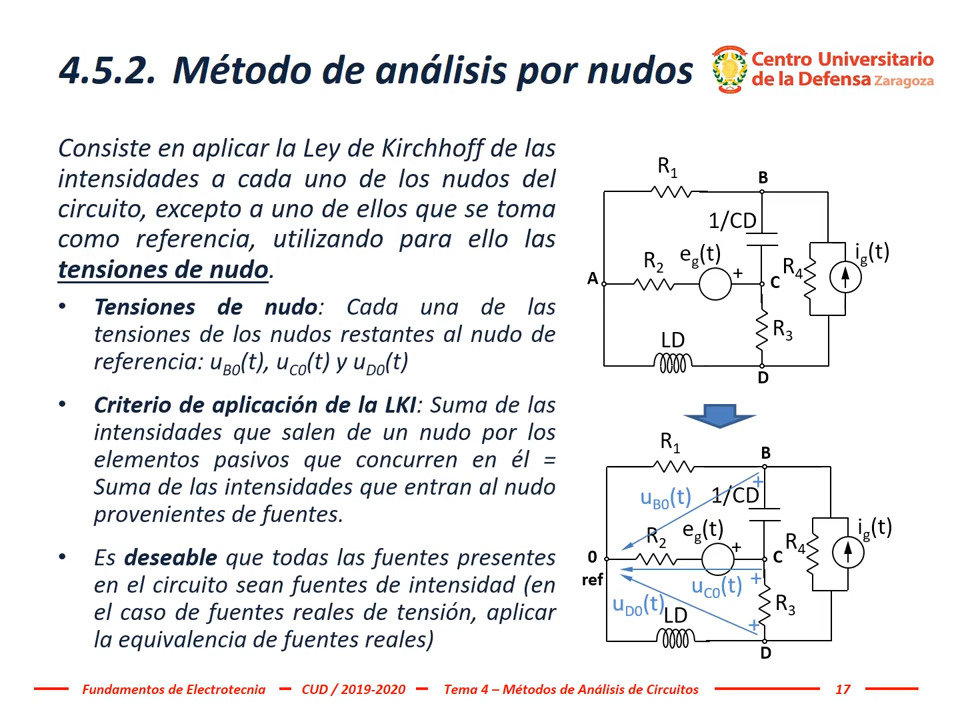 4.5.2. Método de análisis por nudos
Centro Universitario
de la Defensa Zaragoza
Consiste en aplicar la Ley de Kirchhoff de las
intensidades a cada uno de los nudos del
circuito, excepto a uno de ellos que se toma
como referencia, utilizando para ello las
tensiones de nudo.
• Tensiones de nudo: Cada una de las
tensiones de los nudos restantes al nudo de
referencia: uB0(t), uC0(t) y uD0(t)
• Criterio de aplicación de la LKI: Suma de las
intensidades que salen de un nudo por los
elementos pasivos que concurren en él =
Suma de las intensidades que entran al nudo
provenientes de fuentes.
• Es deseable que todas las fuentes presentes
en el circuito sean fuentes de intensidad (en
el caso de fuentes reales de tensión, aplicar
la equivalencia de fuentes reales)
R1
B
1/CD
eg(t)
ig(t)
R2
+
R4
A
C
R3
LD
D
R1
B
+
uB0(t)
1/CD
eg(t)
ig(t)
R2
+
R4
0
C
ref
+
uC0(t)
uD0(t)
R3
LD
+
D
Fundamentos de Electrotecnia
CUD / 2019-2020
Tema 4 – Métodos de Análisis de Circuitos
17